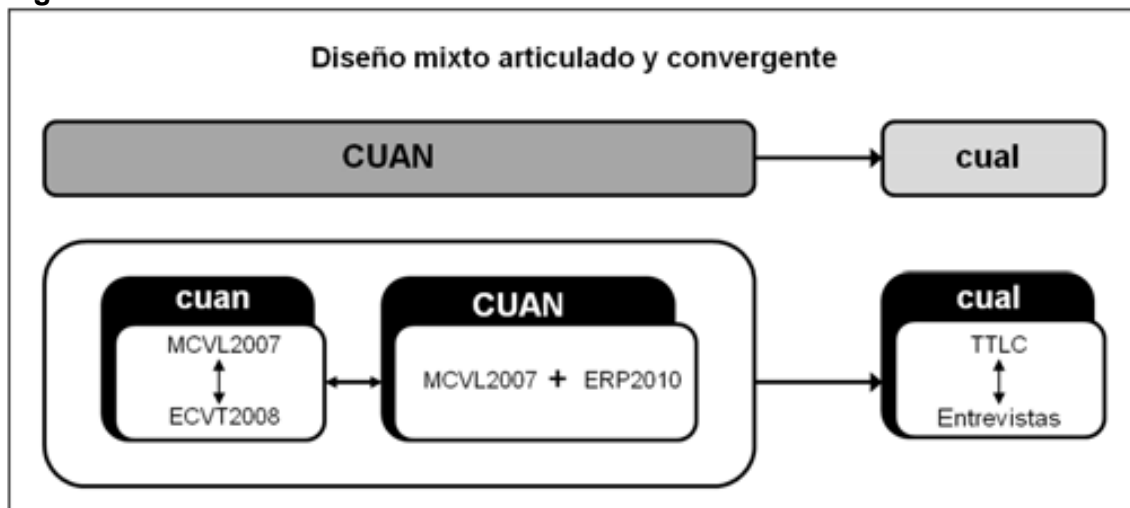 Diseño mixto articulado y convergente
CUAN
cual
cuan
MCVL2007
ECVT2008
CUAN
MCVL2007 + ERP2010
cual
TTLC
Entrevistas